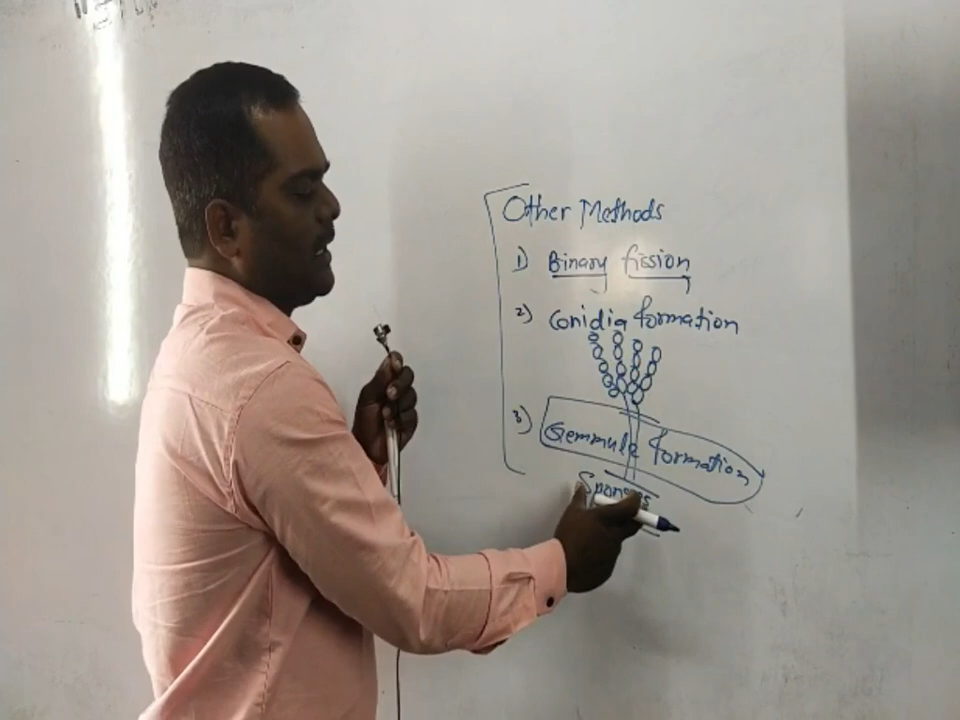 Other Methods
1) Binary fission
2) Conidia formation
3) Gemmule formation
Sponges